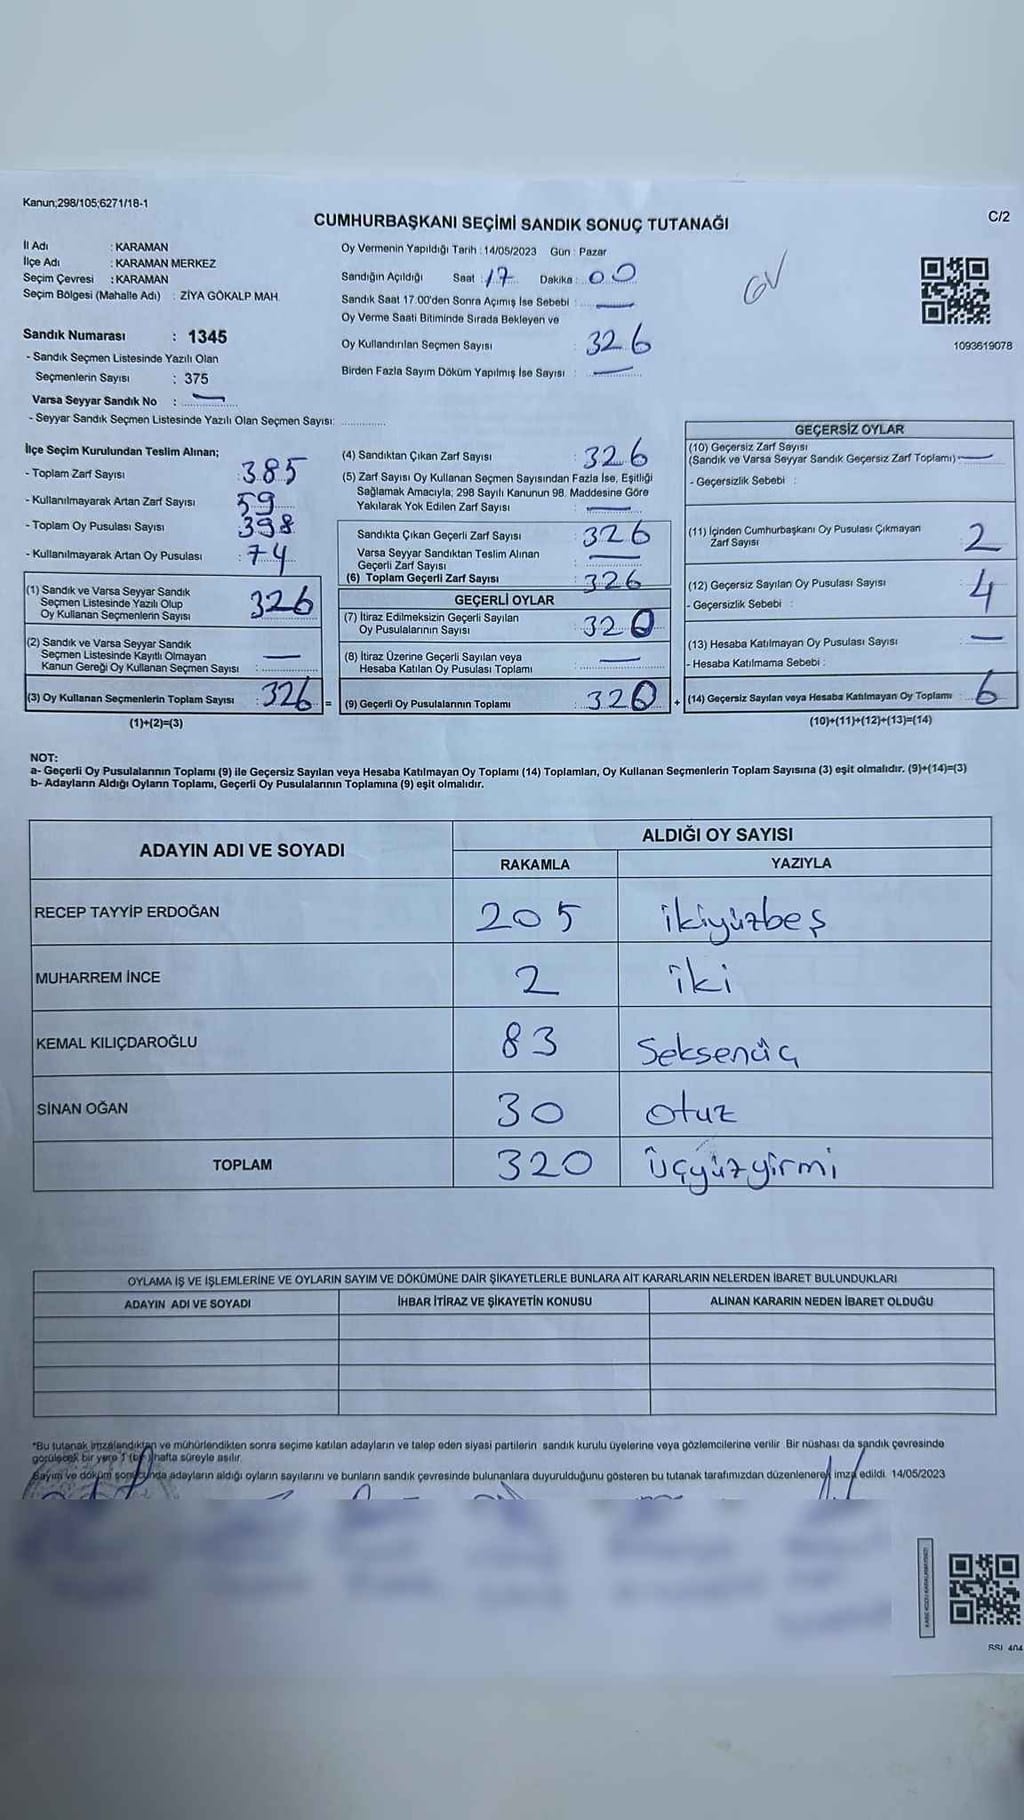 Kanun;298/105;6271/18-1
CUMHURBAŞKANI SEÇİMİ SANDIK SONUÇ TUTANAĞI
C/2
İl Adı : KARAMAN
İlçe Adı : KARAMAN MERKEZ
Seçim Çevresi : KARAMAN
Seçim Bölgesi (Mahalle Adı) : ZİYA GÖKALP MAH.
Sandık Numarası : 1345
- Sandık Seçmen Listesinde Yazılı Olan
Seçmenlerin Sayısı : 375
Varsa Seyyar Sandık No : —
- Seyyar Sandık Seçmen Listesinde Yazılı Olan Seçmen Sayısı:
Oy Vermenin Yapıldığı Tarih : 14/05/2023 Gün : Pazar
Sandığın Açıldığı Saat : 17 Dakika : 00
Sandık Saat 17.00'den Sonra Açımış İse Sebebi : —
Oy Verme Saati Bitiminde Sırada Bekleyen ve
Oy Kullandırılan Seçmen Sayısı : 326
Birden Fazla Sayım Döküm Yapılmış İse Sayısı : —
1093619078
İlçe Seçim Kurulundan Teslim Alınan;
- Toplam Zarf Sayısı : 385
- Kullanılmayarak Artan Zarf Sayısı : 59
- Toplam Oy Pusulası Sayısı : 398
- Kullanılmayarak Artan Oy Pusulası : 74
(1) Sandık ve Varsa Seyyar Sandık
Seçmen Listesinde Yazılı Olup
Oy Kullanan Seçmenlerin Sayısı : 326
(2) Sandık ve Varsa Seyyar Sandık
Seçmen Listesinde Kayıtlı Olmayan
Kanun Gereği Oy Kullanan Seçmen Sayısı : —
(3) Oy Kullanan Seçmenlerin Toplam Sayısı : 326 =
(1)+(2)=(3)
(4) Sandıktan Çıkan Zarf Sayısı : 326
(5) Zarf Sayısı Oy Kullanan Seçmen Sayısından Fazla İse, Eşitliği
Sağlamak Amacıyla; 298 Sayılı Kanunun 98. Maddesine Göre
Yakılarak Yok Edilen Zarf Sayısı : —
Sandıkta Çıkan Geçerli Zarf Sayısı : 326
Varsa Seyyar Sandıktan Teslim Alınan
Geçerli Zarf Sayısı : —
(6) Toplam Geçerli Zarf Sayısı : 326
GEÇERLİ OYLAR
(7) İtiraz Edilmeksizin Geçerli Sayılan
Oy Pusulalarının Sayısı : 320
(8) İtiraz Üzerine Geçerli Sayılan veya
Hesaba Katılan Oy Pusulası Toplamı : —
(9) Geçerli Oy Pusulalarının Toplamı : 320 +
GEÇERSİZ OYLAR
(10) Geçersiz Zarf Sayısı
(Sandık ve Varsa Seyyar Sandık Geçersiz Zarf Toplamı) : —
- Geçersizlik Sebebi :
(11) İçinden Cumhurbaşkanı Oy Pusulası Çıkmayan
Zarf Sayısı : 2
(12) Geçersiz Sayılan Oy Pusulası Sayısı : 4
- Geçersizlik Sebebi :
(13) Hesaba Katılmayan Oy Pusulası Sayısı : —
- Hesaba Katılmama Sebebi :
(14) Geçersiz Sayılan veya Hesaba Katılmayan Oy Toplamı : 6
(10)+(11)+(12)+(13)=(14)
NOT:
a- Geçerli Oy Pusulalarının Toplamı (9) ile Geçersiz Sayılan veya Hesaba Katılmayan Oy Toplamı (14) Toplamları, Oy Kullanan Seçmenlerin Toplam Sayısına (3) eşit olmalıdır. (9)+(14)=(3)
b- Adayların Aldığı Oyların Toplamı, Geçerli Oy Pusulalarının Toplamına (9) eşit olmalıdır.
ADAYIN ADI VE SOYADI
ALDIĞI OY SAYISI
RAKAMLA YAZIYLA
RECEP TAYYİP ERDOĞAN 205 ikiyüzbeş
MUHARREM İNCE 2 iki
KEMAL KILIÇDAROĞLU 83 Seksenüç
SİNAN OĞAN 30 otuz
TOPLAM 320 üçyüzyirmi
OYLAMA İŞ VE İŞLEMLERİNE VE OYLARIN SAYIM VE DÖKÜMÜNE DAİR ŞİKAYETLERLE BUNLARA AİT KARARLARIN NELERDEN İBARET BULUNDUKLARI
ADAYIN ADI VE SOYADI İHBAR İTİRAZ VE ŞİKAYETİN KONUSU ALINAN KARARIN NEDEN İBARET OLDUĞU
*Bu tutanak imzalandıktan ve mühürlendikten sonra seçime katılan adayların ve talep eden siyasi partilerin sandık kurulu üyelerine veya gözlemcilerine verilir. Bir nüshası da sandık çevresinde
görülecek bir yere 1 (bir) hafta süreyle asılır.
Sayım ve döküm sonucunda adayların aldığı oyların sayılarını ve bunların sandık çevresinde bulunanlara duyurulduğunu gösteren bu tutanak tarafımızdan düzenlenerek imza edildi. 14/05/2023